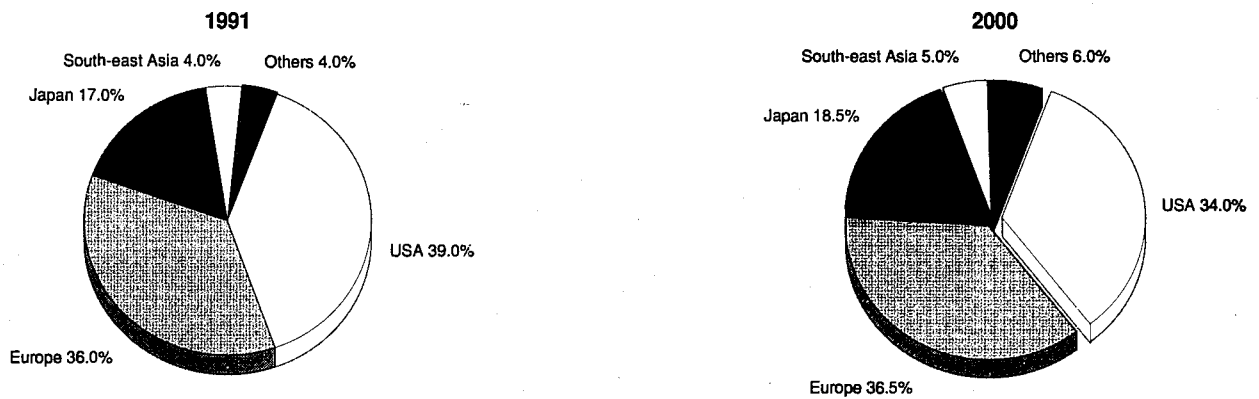 1991
South-east Asia 4.0%
Others 4.0%
Japan 17.0%
USA 39.0%
Europe 36.0%
2000
South-east Asia 5.0%
Others 6.0%
Japan 18.5%
USA 34.0%
Europe 36.5%